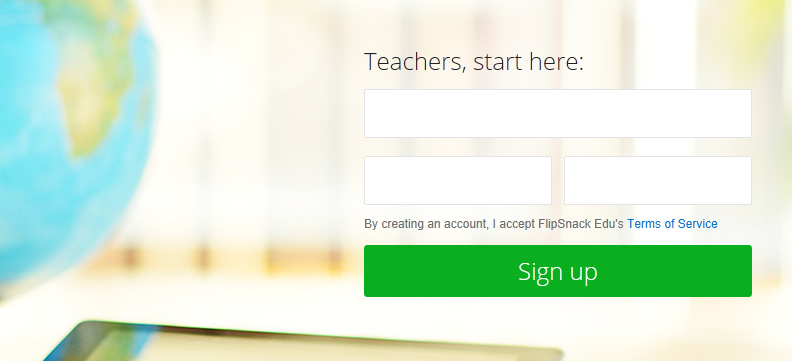 Teachers, start here:
By creating an account, I accept FlipSnack Edu's Terms of Service
Sign up